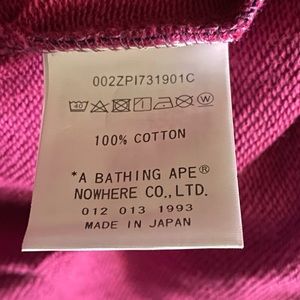 002ZPI731901C
100% COTTON
*A BATHING APE®
NOWHERE CO.,LTD.
012 013 1993
MADE IN JAPAN